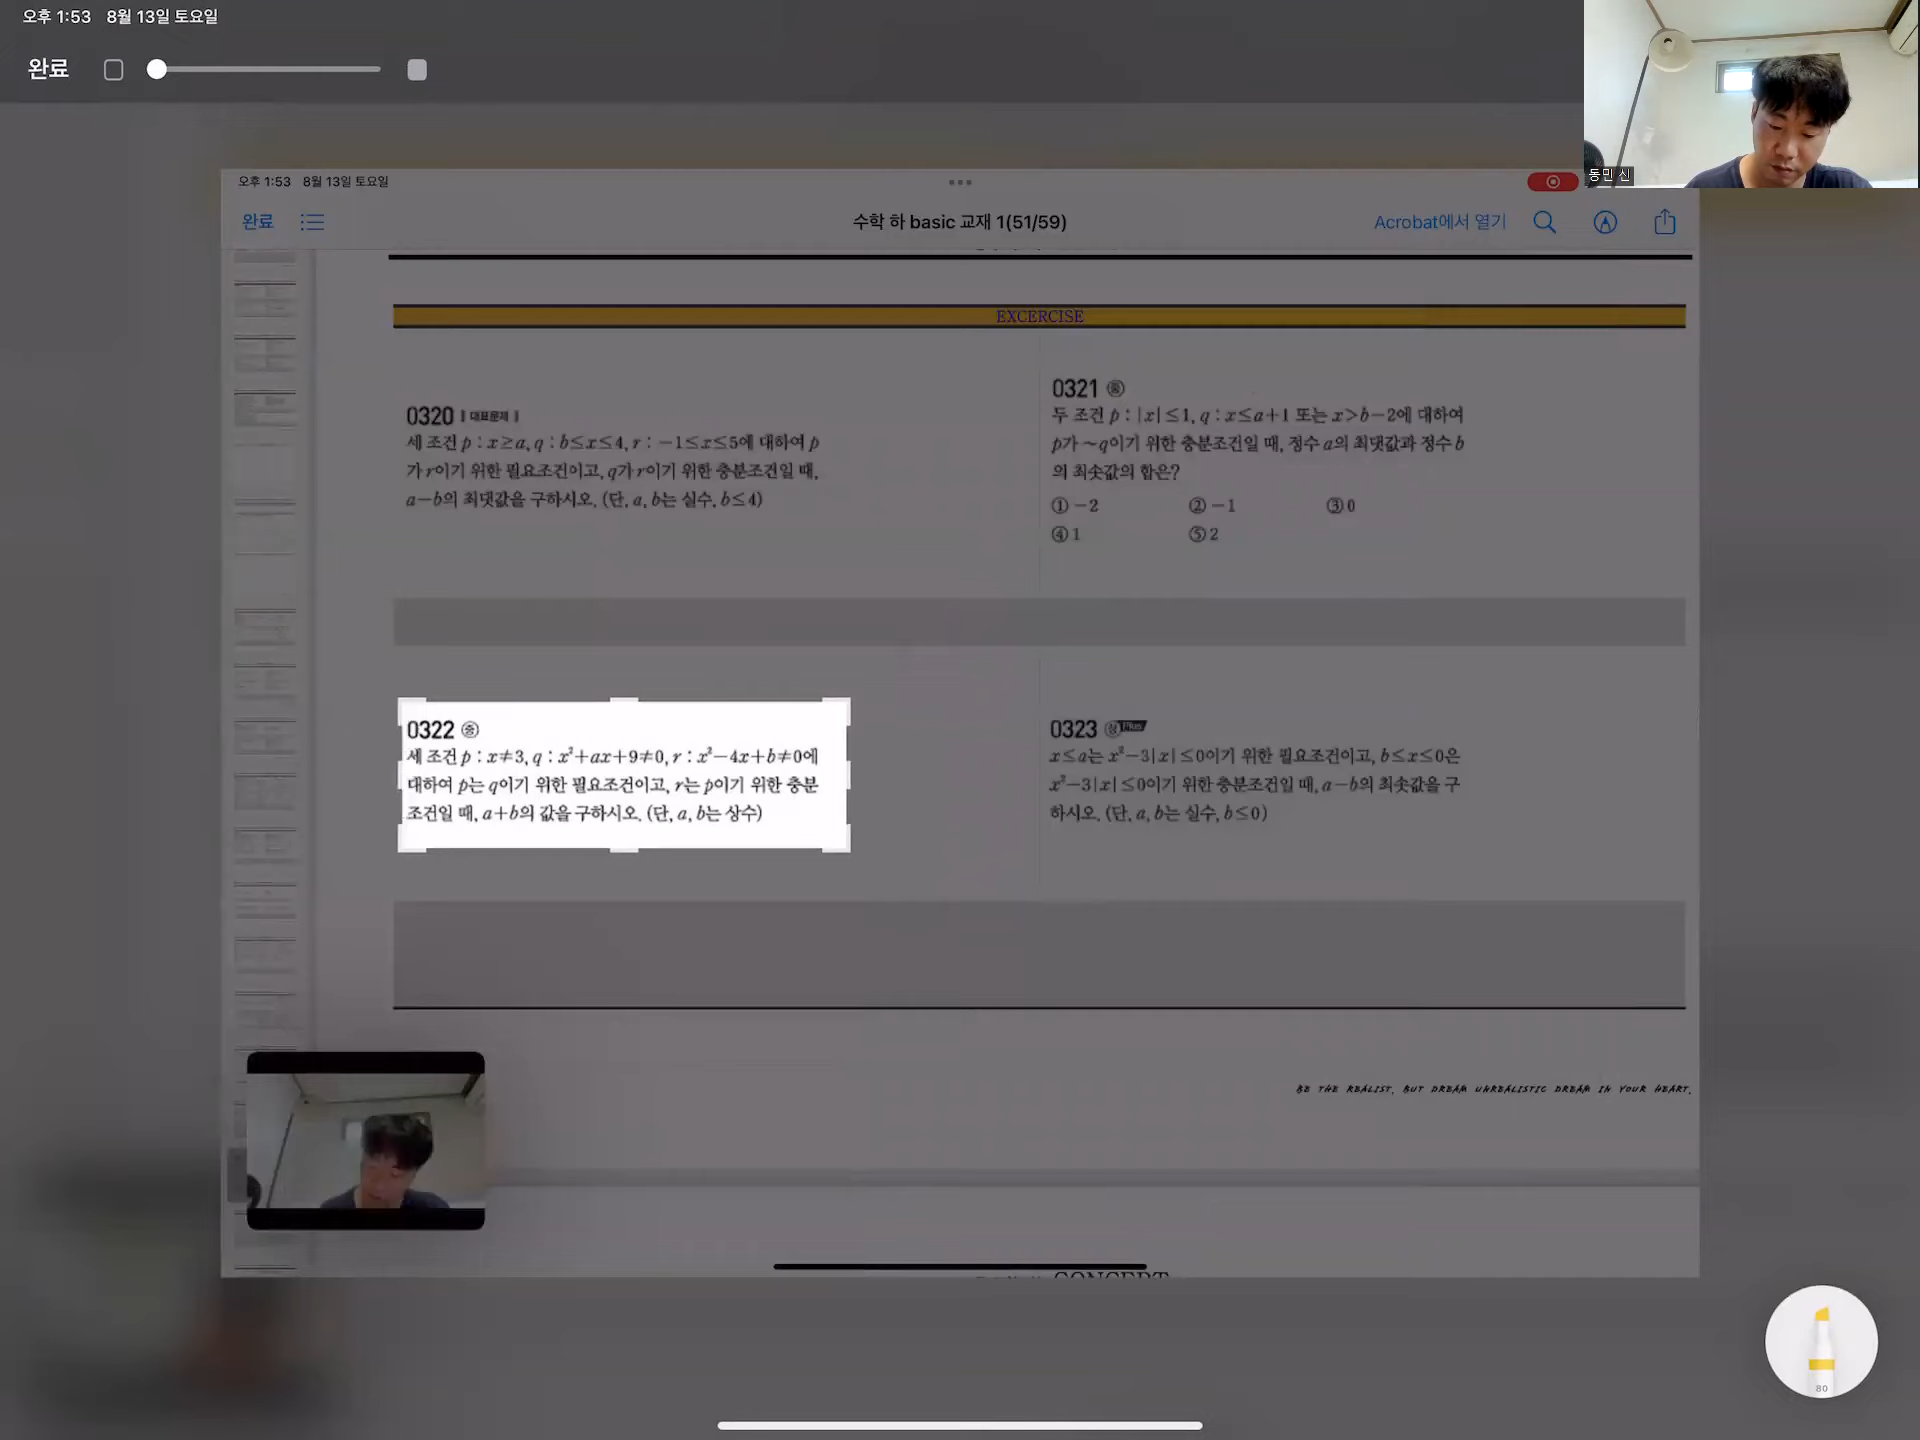 오후 1:53 8월 13일 토요일
완료
동민 신
오후 1:53 8월 13일 토요일
완료
수학 하 basic 교재 1(51/59)
Acrobat에서 열기
EXCERCISE
0320 대표문제
세 조건 p : x≥a, q : b≤x≤4, r : −1≤x≤5에 대하여 p
가 r이기 위한 필요조건이고, q가 r이기 위한 충분조건일 때,
a−b의 최댓값을 구하시오. (단, a, b는 실수, b≤4)
0321 중
두 조건 p : |x|≤1, q : x≤a+1 또는 x>b−2에 대하여
p가 ~q이기 위한 충분조건일 때, 정수 a의 최댓값과 정수 b
의 최솟값의 합은?
① −2 ② −1 ③ 0
④ 1 ⑤ 2
0322 중
세 조건 p : x≠3, q : x²+ax+9≠0, r : x²−4x+b≠0에
대하여 p는 q이기 위한 필요조건이고, r는 p이기 위한 충분
조건일 때, a+b의 값을 구하시오. (단, a, b는 상수)
0323 상 Plus
x≤a는 x²−3|x|≤0이기 위한 필요조건이고, b≤x≤0은
x²−3|x|≤0이기 위한 충분조건일 때, a−b의 최솟값을 구
하시오. (단, a, b는 실수, b≤0)
BE THE REALIST, BUT DREAM UNREALISTIC DREAM IN YOUR HEART.
CONCEPT
80